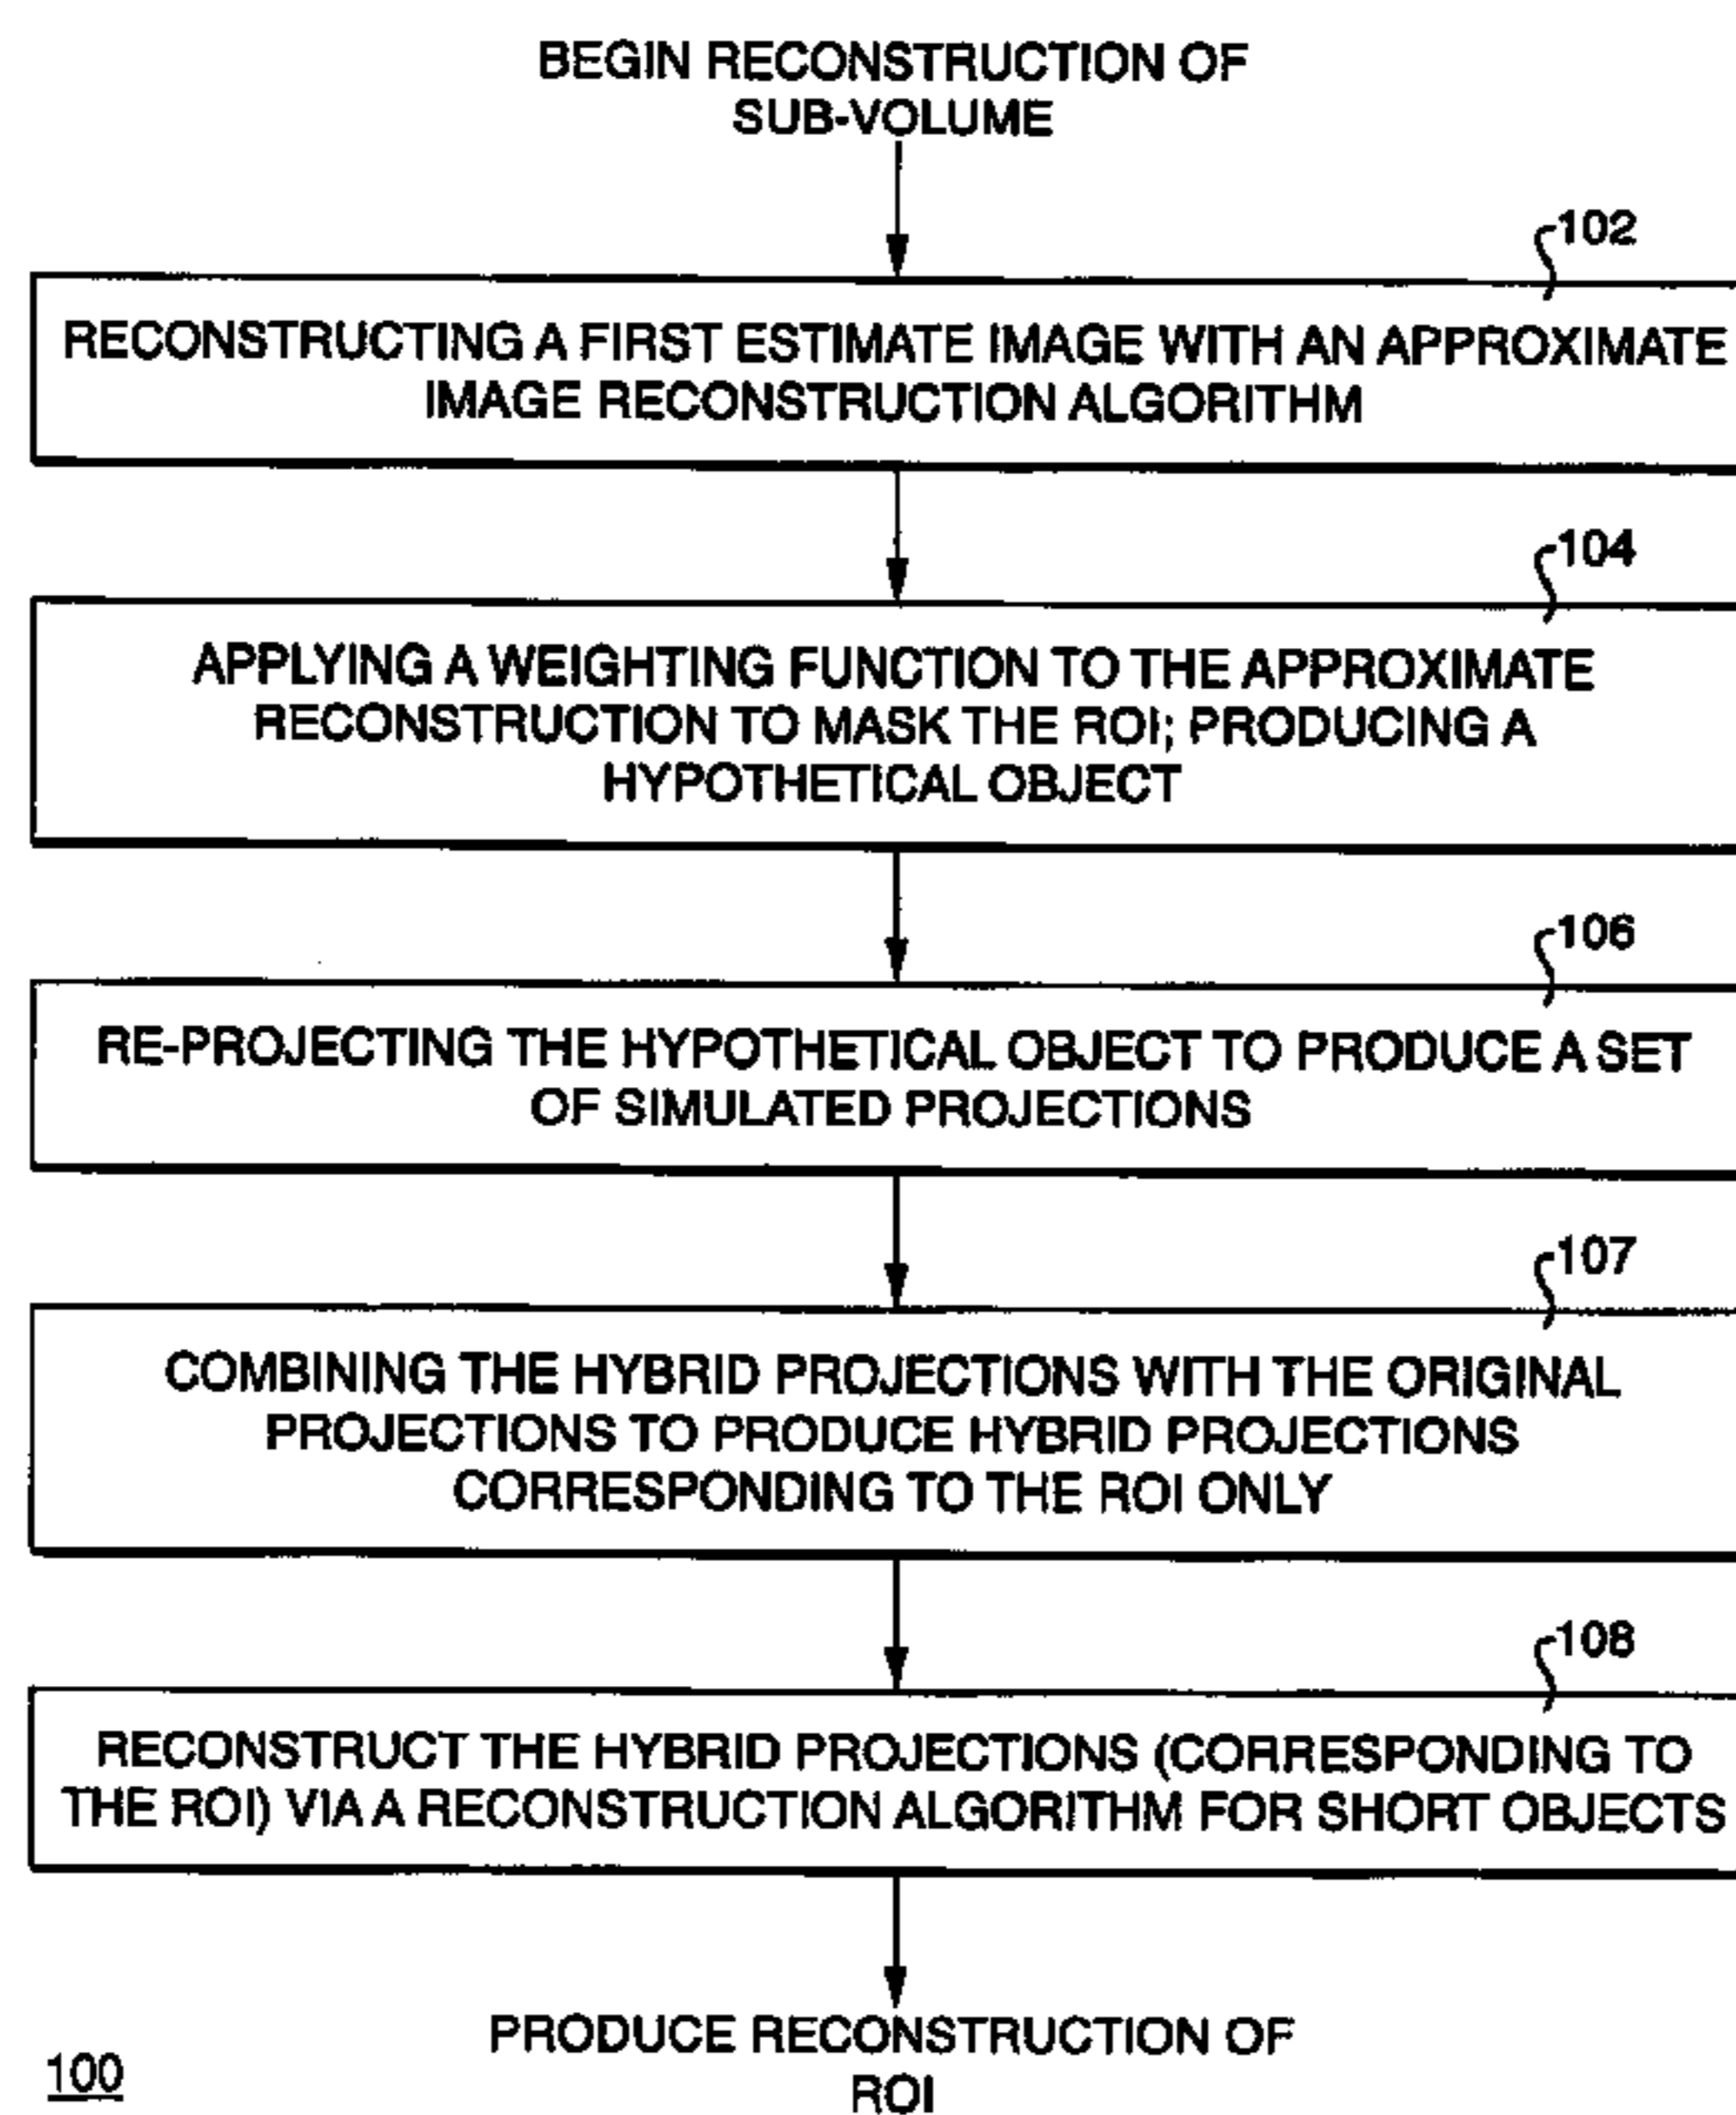 BEGIN RECONSTRUCTION OF
SUB-VOLUME
102
RECONSTRUCTING A FIRST ESTIMATE IMAGE WITH AN APPROXIMATE
IMAGE RECONSTRUCTION ALGORITHM
104
APPLYING A WEIGHTING FUNCTION TO THE APPROXIMATE
RECONSTRUCTION TO MASK THE ROI; PRODUCING A
HYPOTHETICAL OBJECT
106
RE-PROJECTING THE HYPOTHETICAL OBJECT TO PRODUCE A SET
OF SIMULATED PROJECTIONS
107
COMBINING THE HYBRID PROJECTIONS WITH THE ORIGINAL
PROJECTIONS TO PRODUCE HYBRID PROJECTIONS
CORRESPONDING TO THE ROI ONLY
108
RECONSTRUCT THE HYBRID PROJECTIONS (CORRESPONDING TO
THE ROI) VIA A RECONSTRUCTION ALGORITHM FOR SHORT OBJECTS
PRODUCE RECONSTRUCTION OF
ROI
100